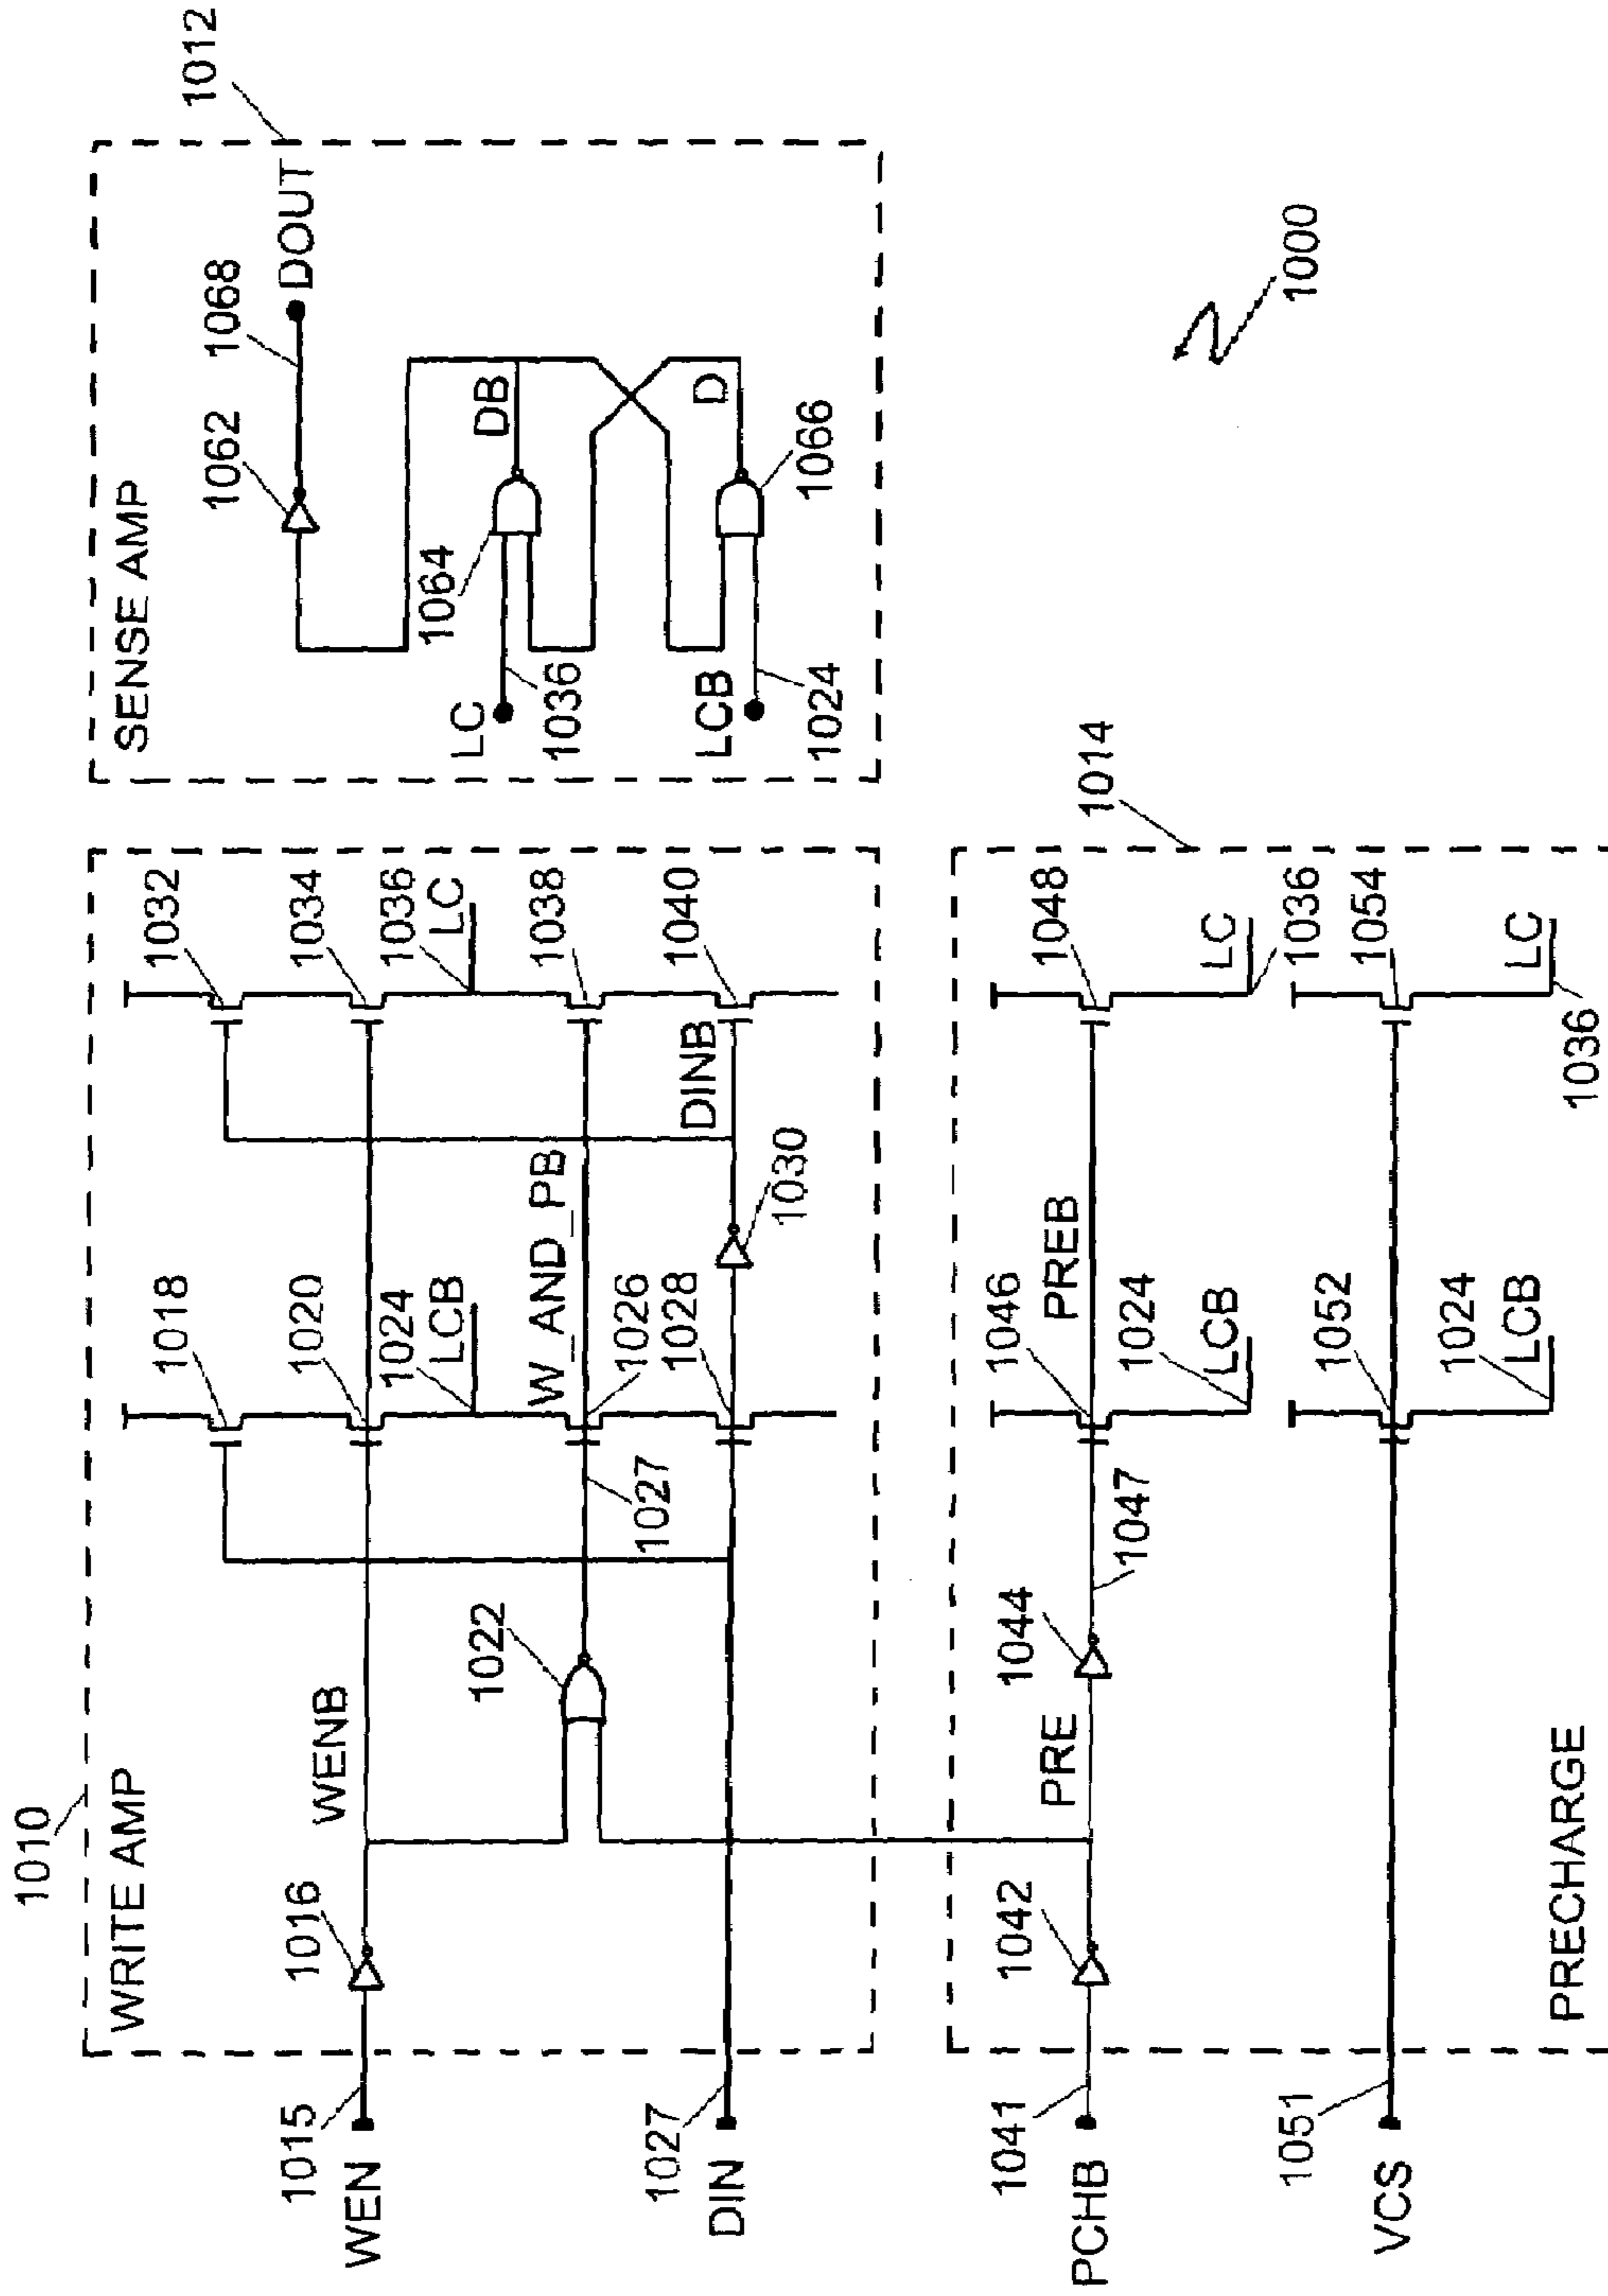 1010
WRITE AMP
WEN
1015
1016
WENB
1018
1020
1022
1024
LCB
W_AND_PB
1026
1027
1028
DIN
1027
1030
DINB
1032
1034
1036
LC
1038
1040
SENSE AMP
1012
1062
1068
DOUT
1064
DB
LC
1036
D
LCB
1024
1066
1014
PCHB
1041
1042
PRE
1044
1047
1046
PREB
1048
1024
LCB
LC
1036
VCS
1051
1052
1054
1024
LCB
LC
1036
PRECHARGE
1000